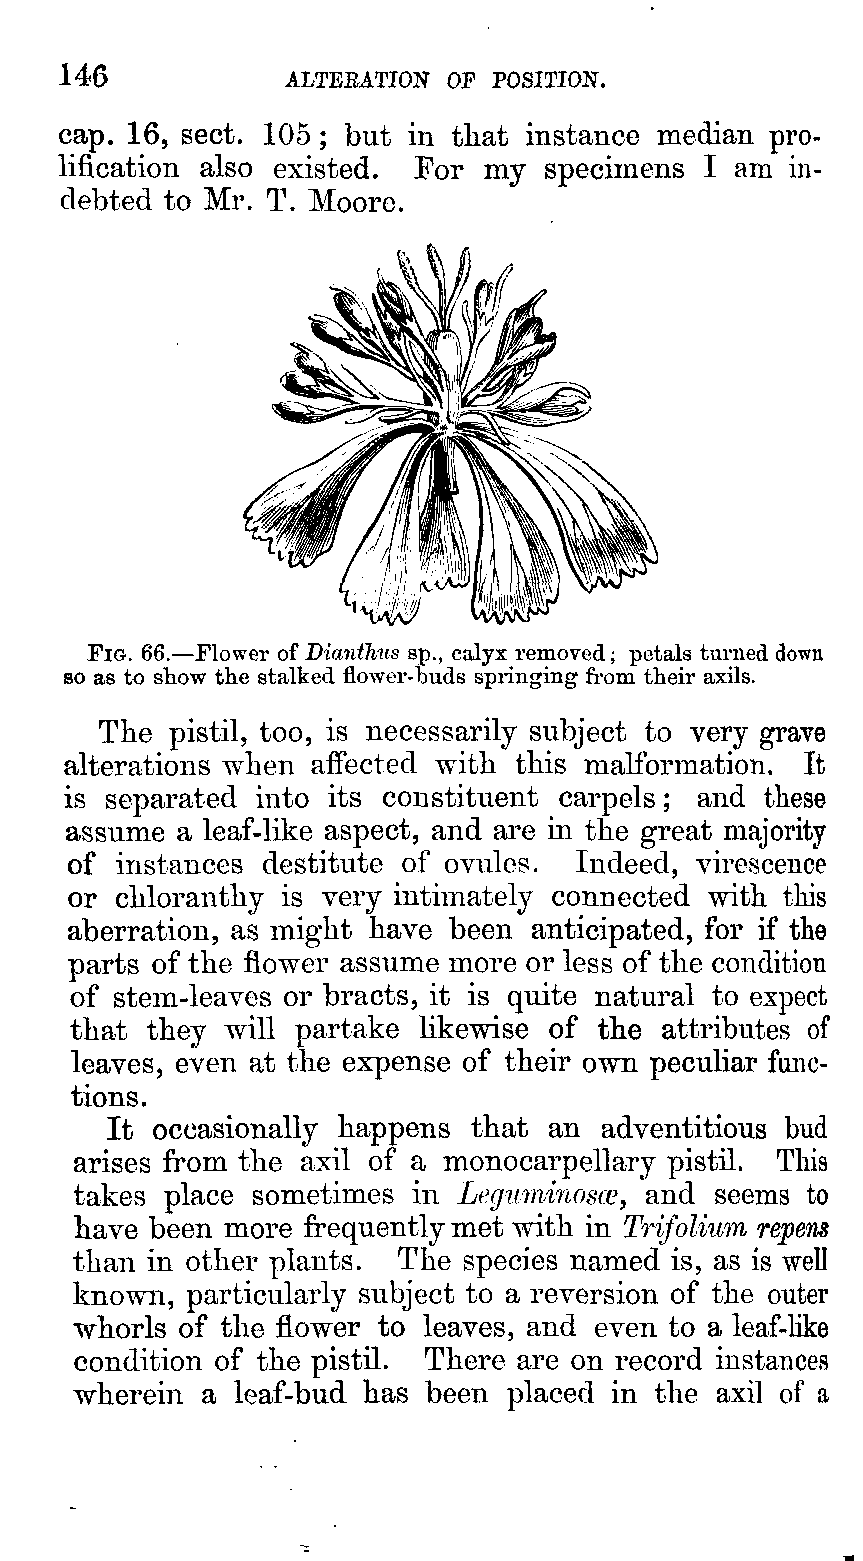 146 ALTERATION OF POSITION.
cap. 16, sect. 105; but in that instance median pro-
lification also existed. For my specimens I am in-
debted to Mr. T. Moore.
FIG. 66.—Flower of Dianthus sp., calyx removed; petals turned down
so as to show the stalked flower-buds springing from their axils.
The pistil, too, is necessarily subject to very grave
alterations when affected with this malformation. It
is separated into its constituent carpels; and these
assume a leaf-like aspect, and are in the great majority
of instances destitute of ovules. Indeed, virescence
or chloranthy is very intimately connected with this
aberration, as might have been anticipated, for if the
parts of the flower assume more or less of the condition
of stem-leaves or bracts, it is quite natural to expect
that they will partake likewise of the attributes of
leaves, even at the expense of their own peculiar func-
tions.
It occasionally happens that an adventitious bud
arises from the axil of a monocarpellary pistil. This
takes place sometimes in Leguminosæ, and seems to
have been more frequently met with in Trifolium repens
than in other plants. The species named is, as is well
known, particularly subject to a reversion of the outer
whorls of the flower to leaves, and even to a leaf-like
condition of the pistil. There are on record instances
wherein a leaf-bud has been placed in the axil of a